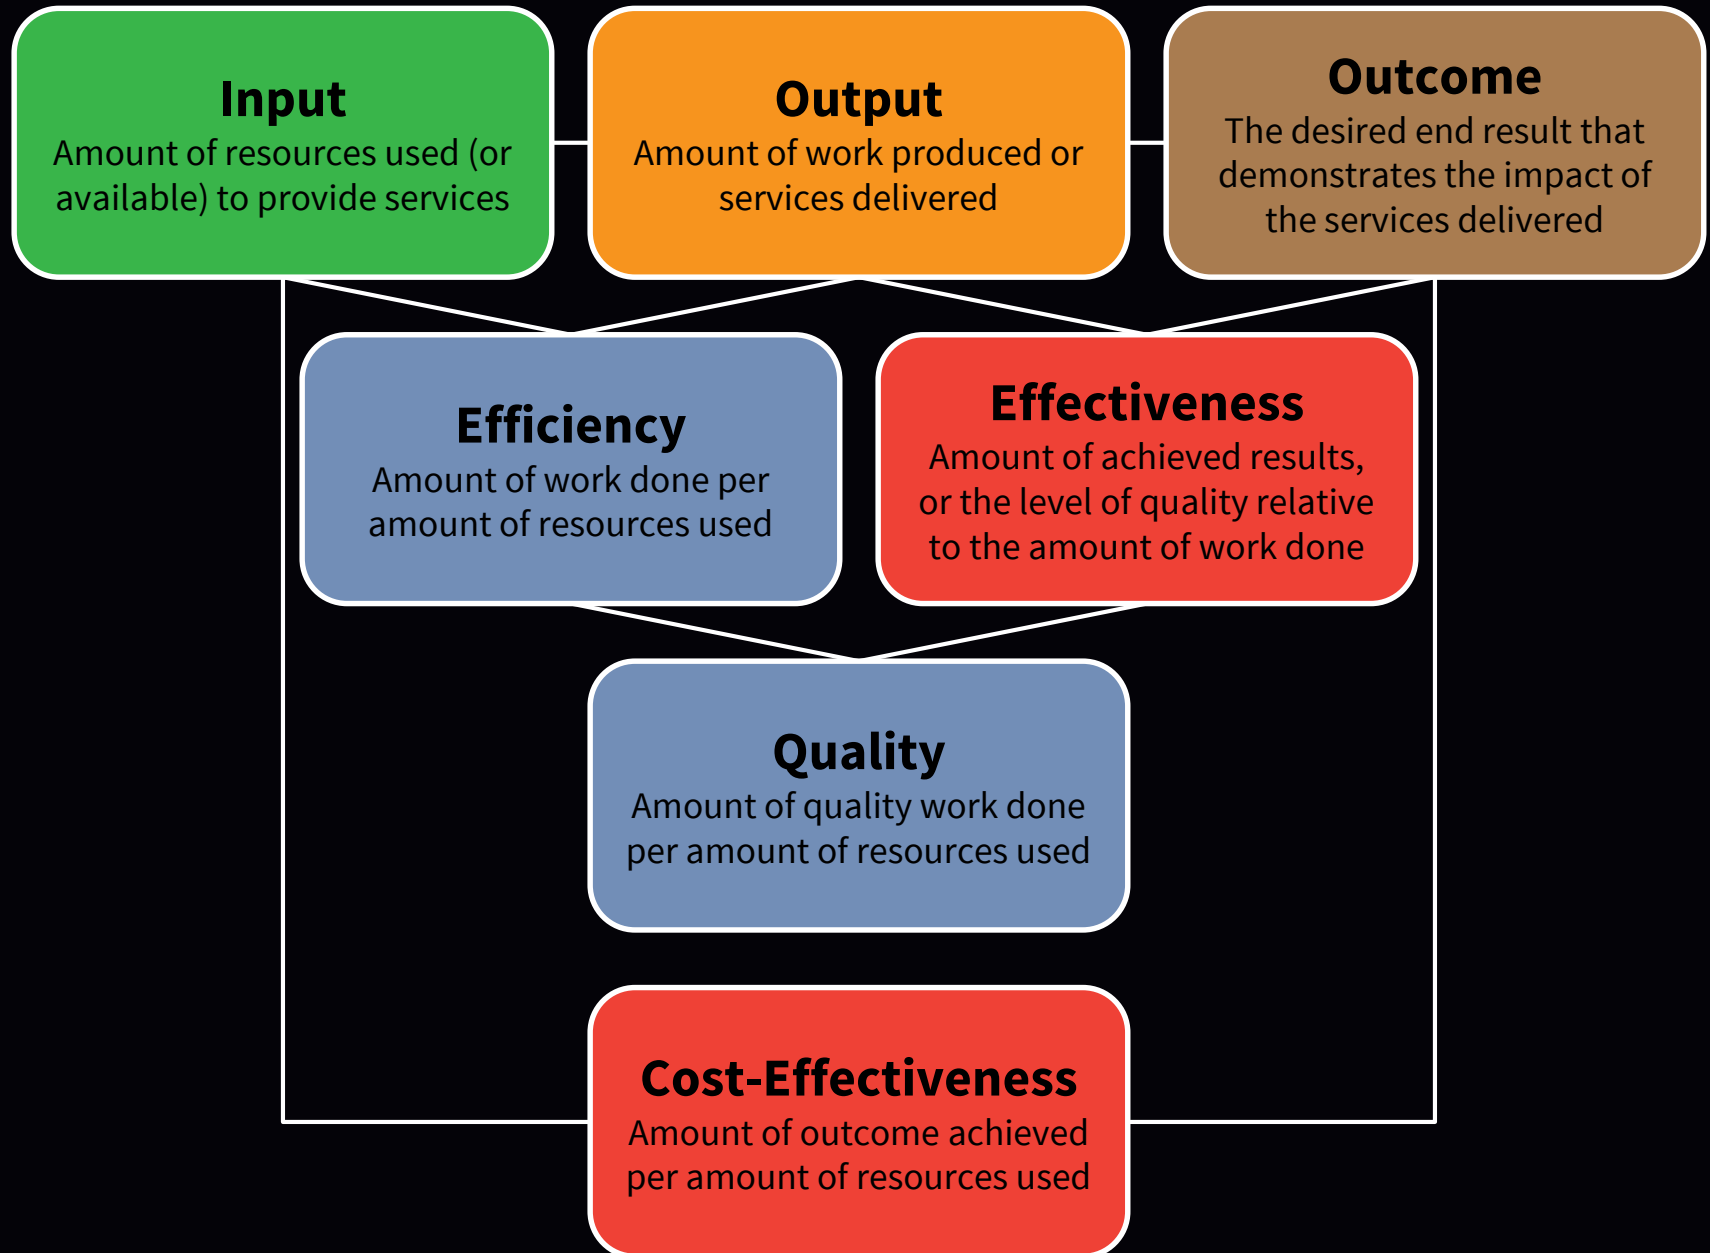 Input
Amount of resources used (or
available) to provide services
Output
Amount of work produced or
services delivered
Outcome
The desired end result that
demonstrates the impact of
the services delivered
Efficiency
Amount of work done per
amount of resources used
Effectiveness
Amount of achieved results,
or the level of quality relative
to the amount of work done
Quality
Amount of quality work done
per amount of resources used
Cost-Effectiveness
Amount of outcome achieved
per amount of resources used